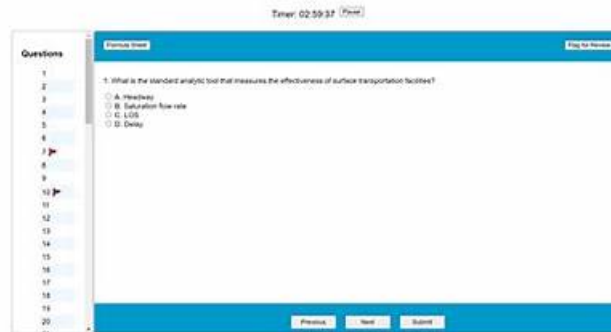 Timer: 02:59:37 Pause
Questions
Formula Sheet
Flag for Review
1
2
3
4
5
6
7
8
9
10
11
12
13
14
15
16
17
18
19
20
1. What is the standard analytic tool that measures the effectiveness of surface transportation facilities?
A. Headway
B. Saturation flow rate
C. LOS
D. Delay
Previous Next Submit